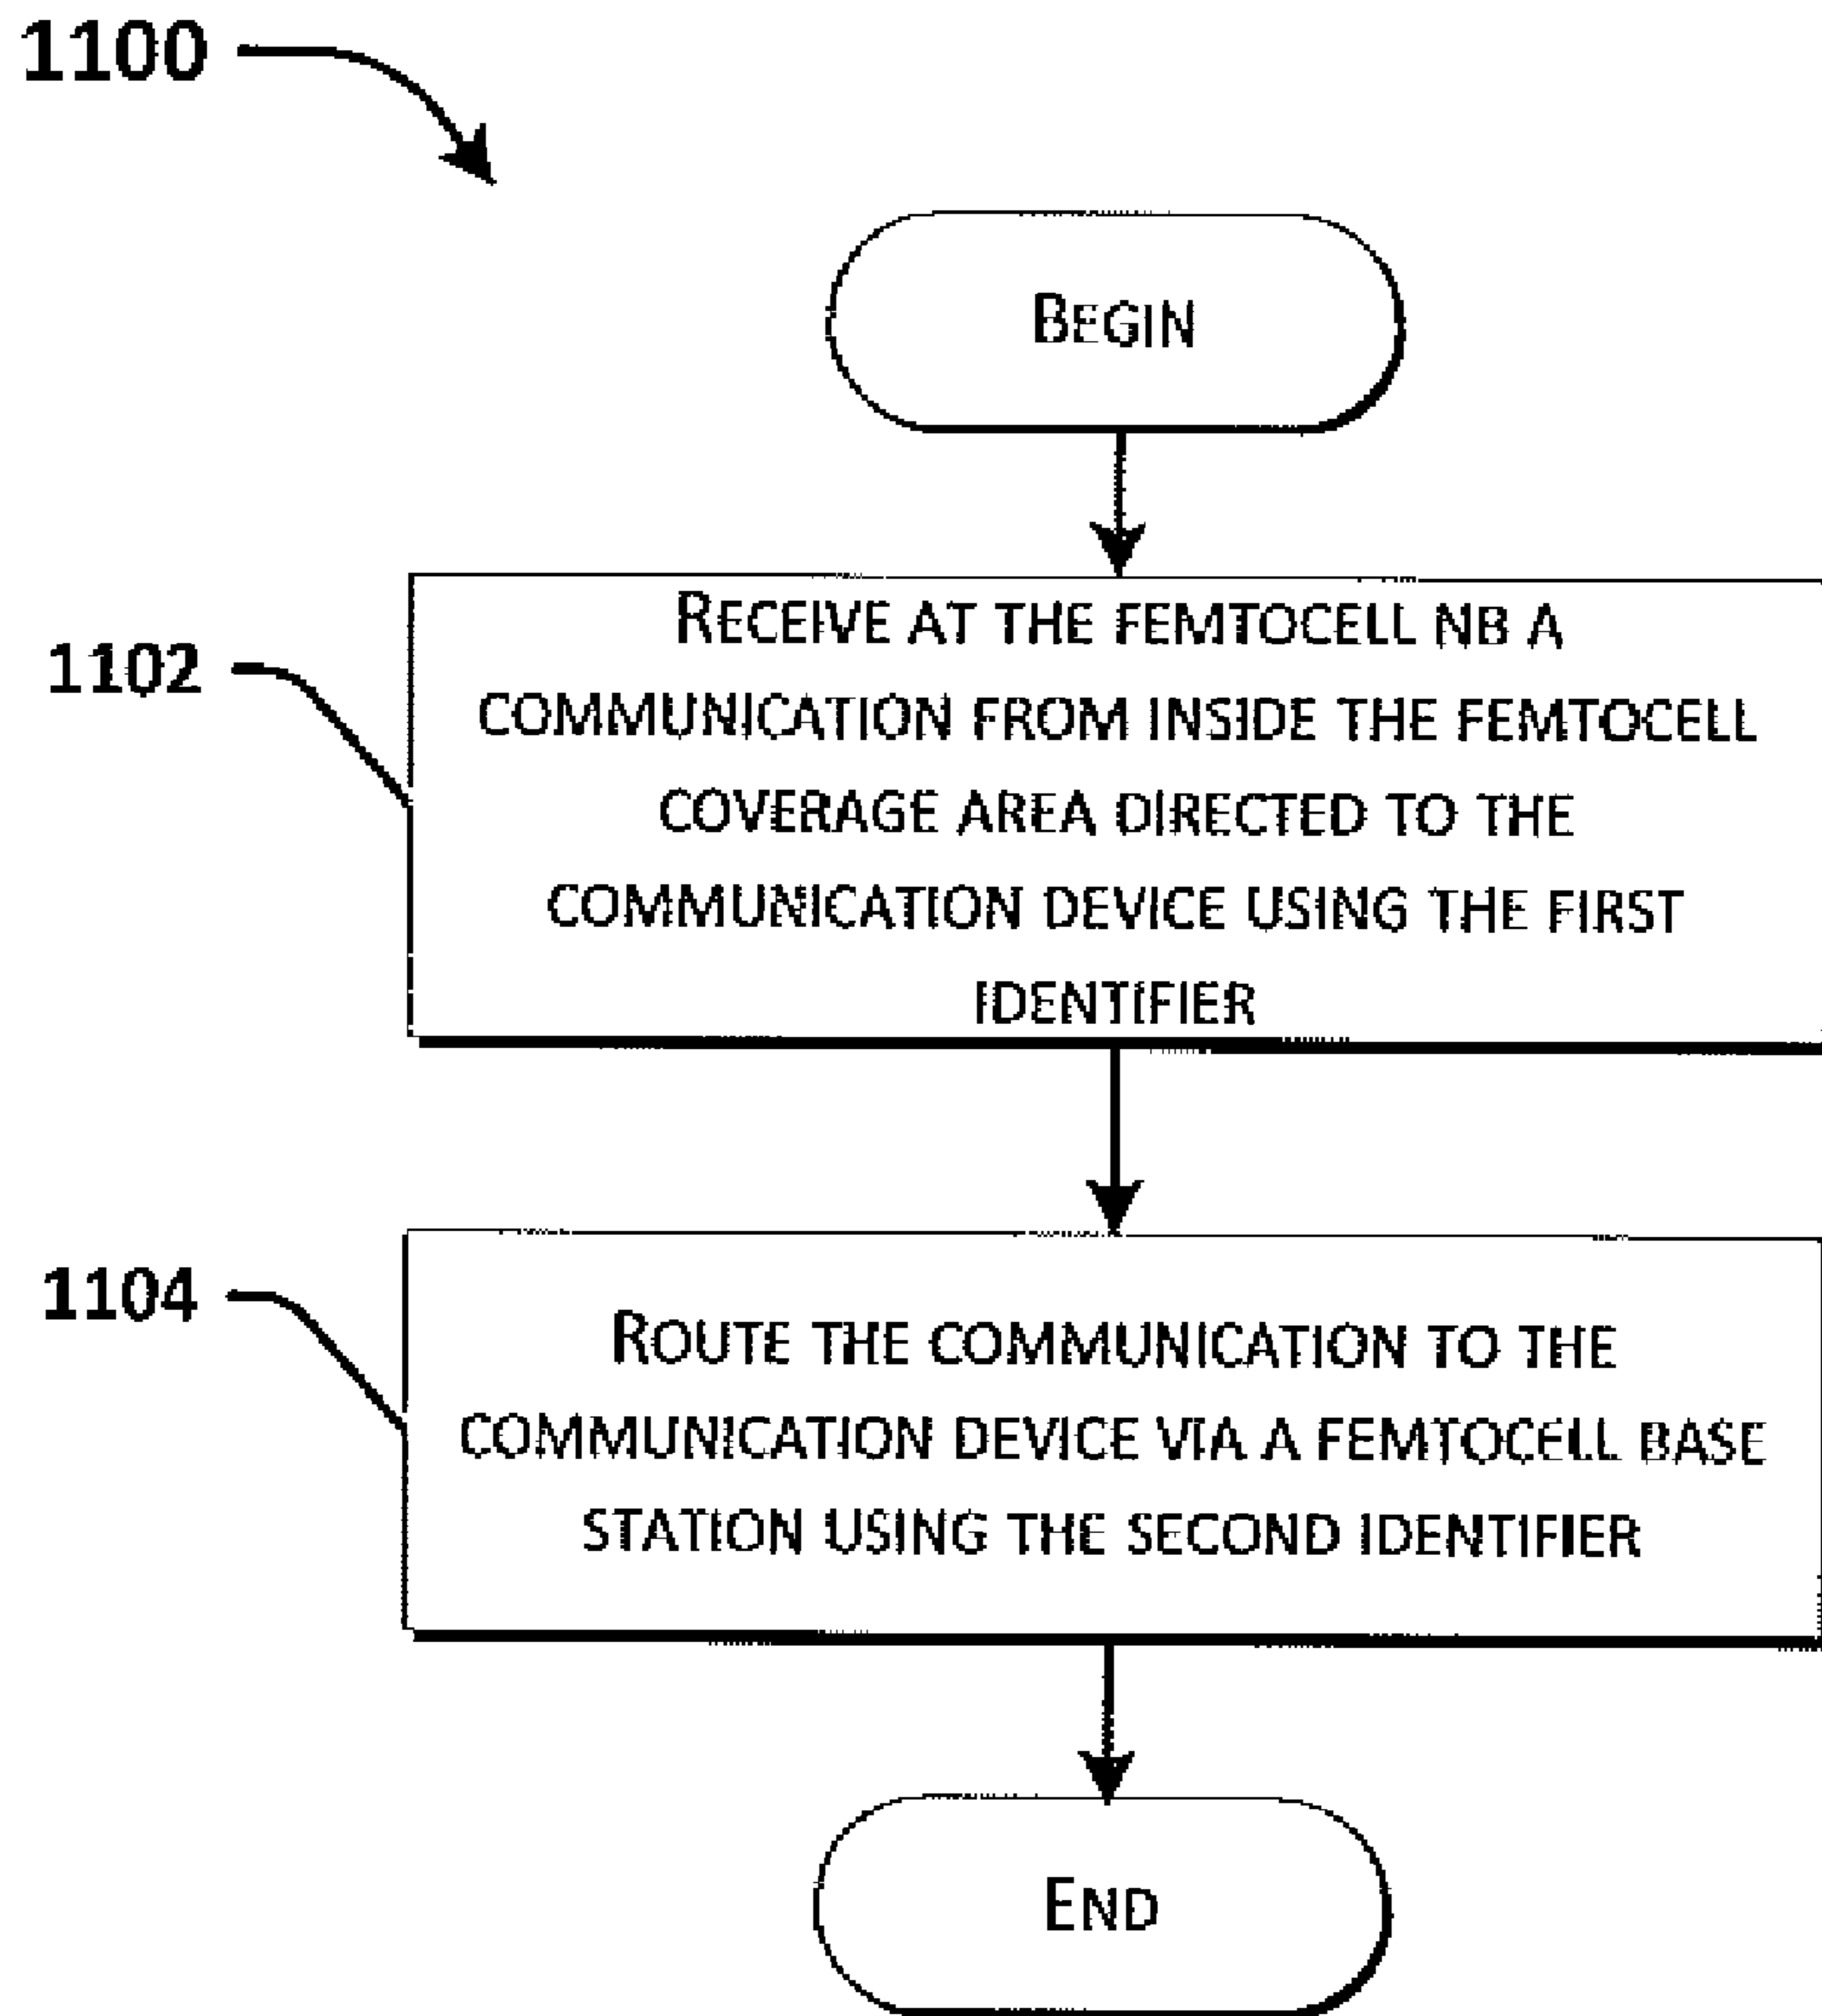 1100
BEGIN
1102
RECEIVE AT THE FEMTOCELL NB A
COMMUNICATION FROM INSIDE THE FEMTOCELL
COVERAGE AREA DIRECTED TO THE
COMMUNICATION DEVICE USING THE FIRST
IDENTIFIER
1104
ROUTE THE COMMUNICATION TO THE
COMMUNICATION DEVICE VIA A FEMTOCELL BASE
STATION USING THE SECOND IDENTIFIER
END